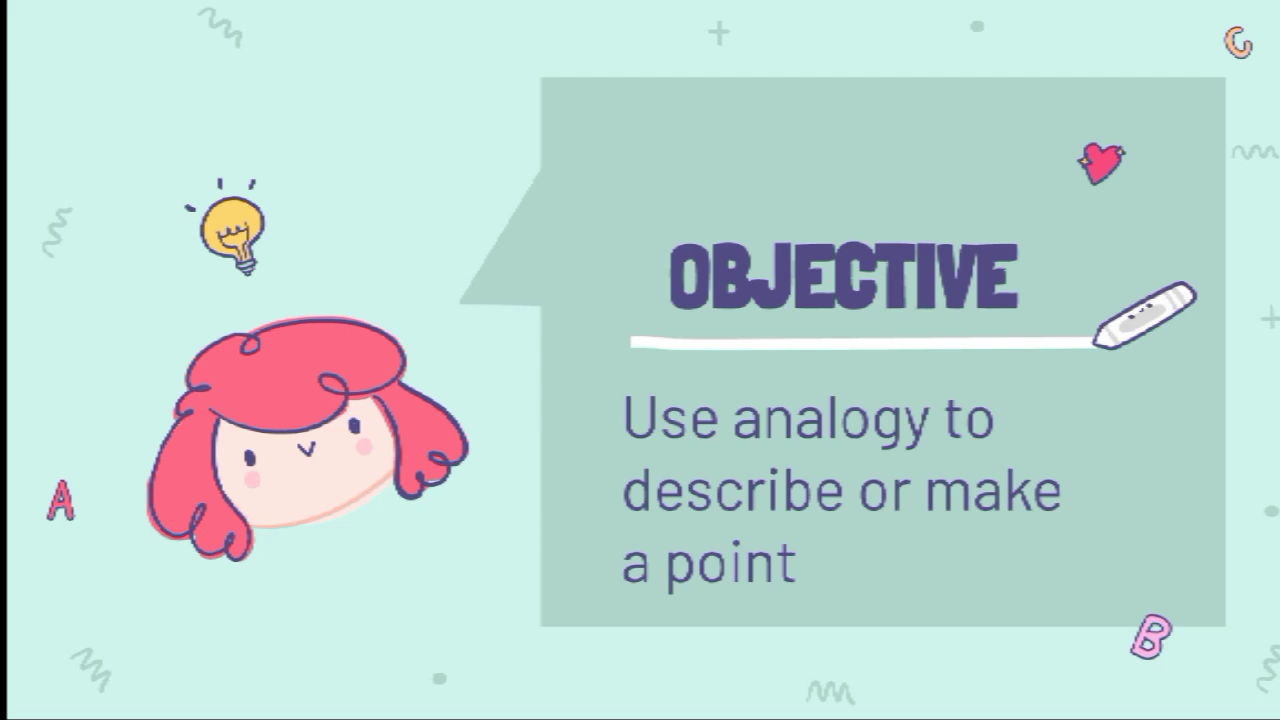 C
OBJECTIVE
Use analogy to
describe or make
a point
A
B